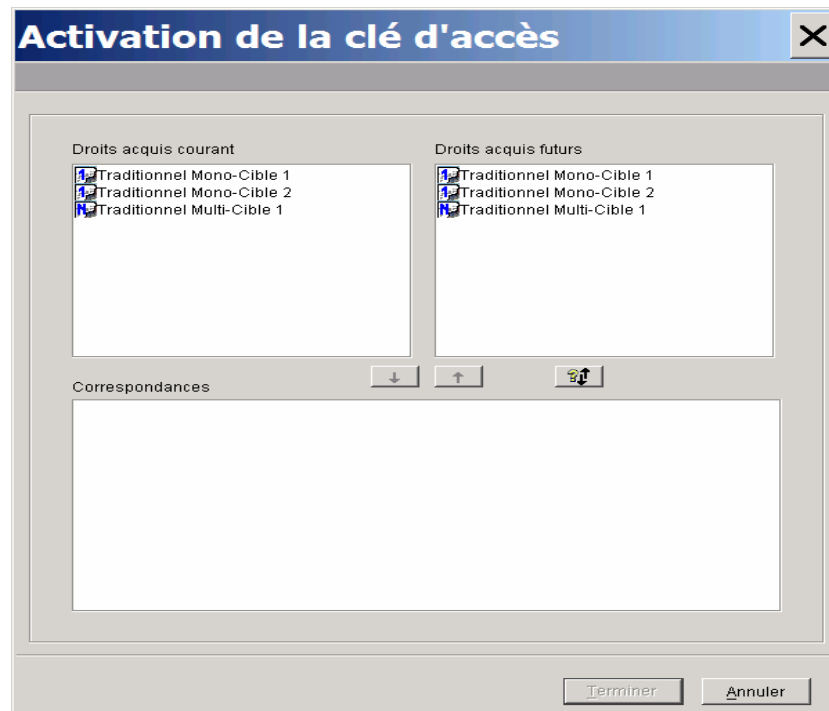 Activation de la clé d'accès
Droits acquis courant
Traditionnel Mono-Cible 1
Traditionnel Mono-Cible 2
Traditionnel Multi-Cible 1
Droits acquis futurs
Traditionnel Mono-Cible 1
Traditionnel Mono-Cible 2
Traditionnel Multi-Cible 1
Correspondances
Terminer
Annuler